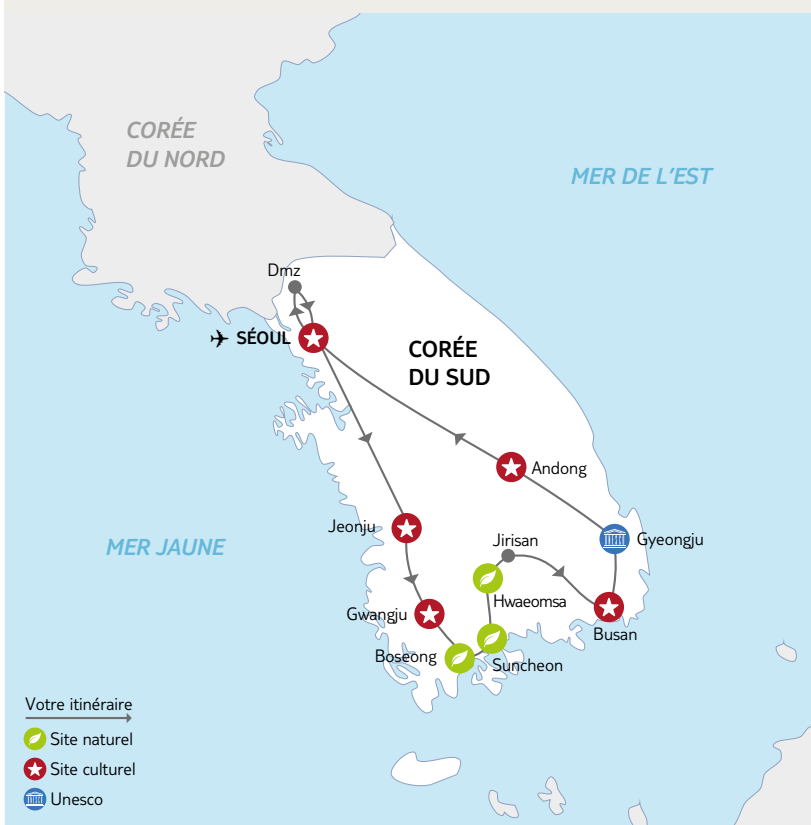 CORÉE
DU NORD
MER DE L'EST
Dmz
SÉOUL
CORÉE
DU SUD
Andong
Jeonju
Jirisan
Gyeongju
MER JAUNE
Hwaeomsa
Gwangju
Busan
Boseong
Suncheon
Votre itinéraire
Site naturel
Site culturel
Unesco